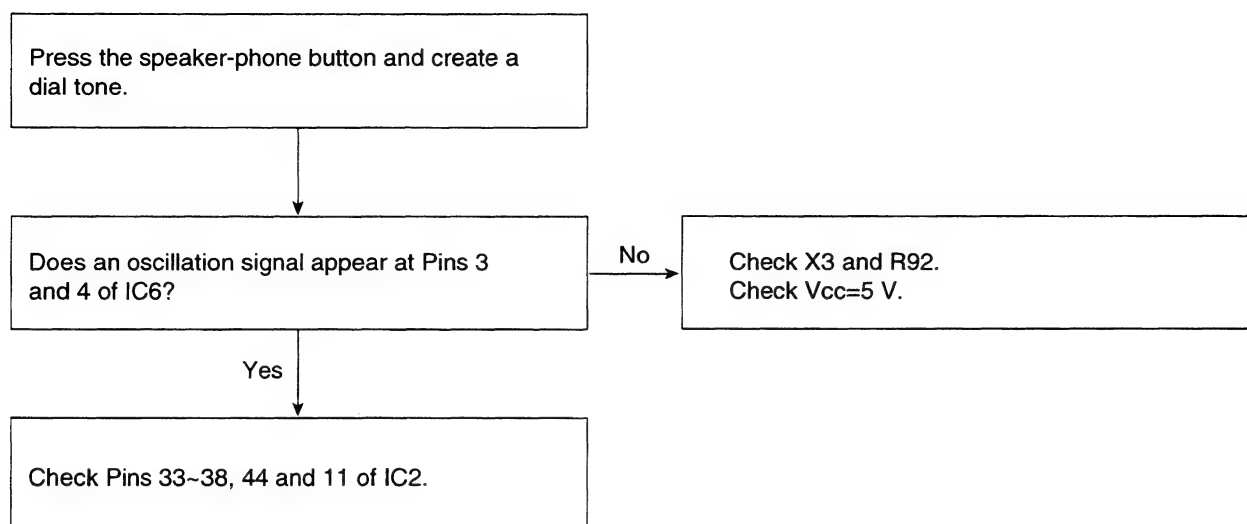 Press the speaker-phone button and create a
dial tone.
Does an oscillation signal appear at Pins 3
and 4 of IC6?
No
Check X3 and R92.
Check Vcc=5 V.
Yes
Check Pins 33~38, 44 and 11 of IC2.